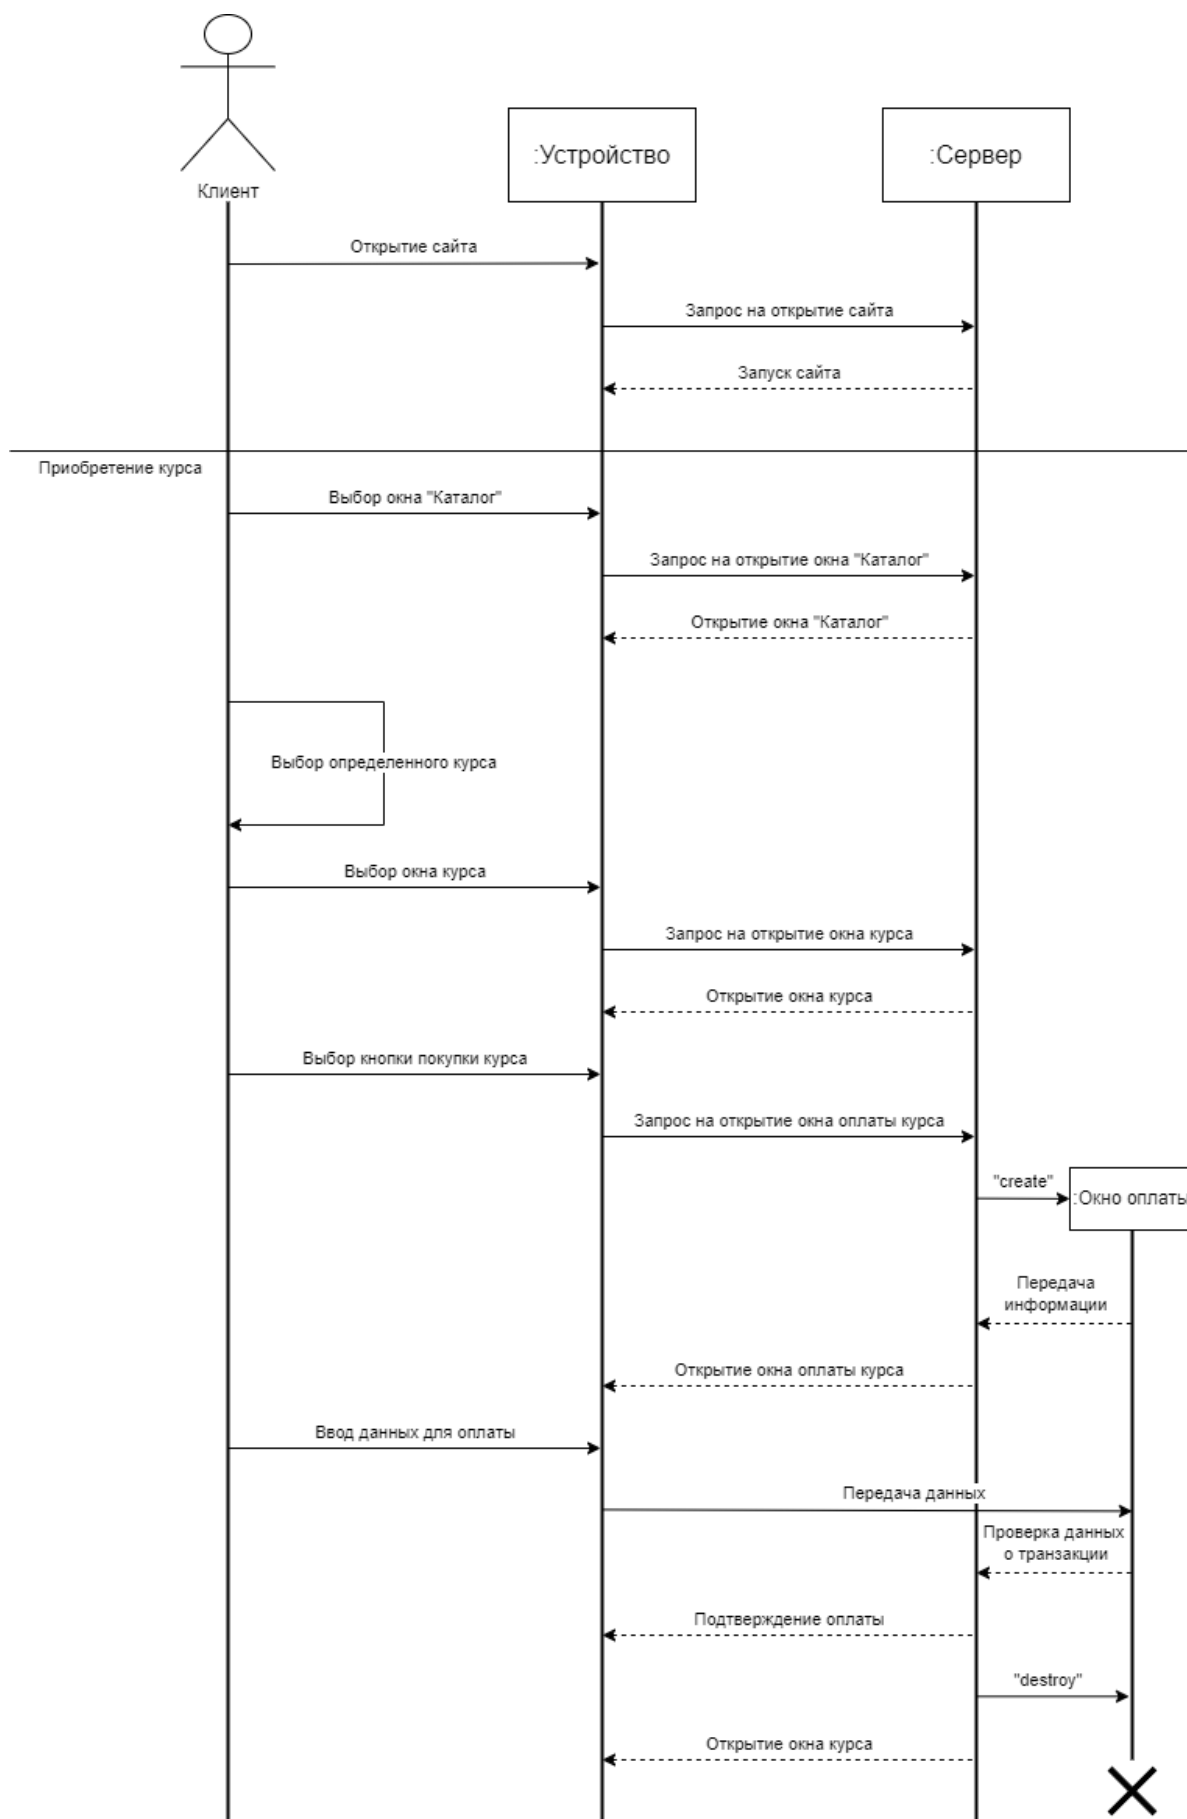 :Устройство
:Сервер
Клиент
Открытие сайта
Запрос на открытие сайта
Запуск сайта
Приобретение курса
Выбор окна "Каталог"
Запрос на открытие окна "Каталог"
Открытие окна "Каталог"
Выбор определенного курса
Выбор окна курса
Запрос на открытие окна курса
Открытие окна курса
Выбор кнопки покупки курса
Запрос на открытие окна оплаты курса
"create"
:Окно оплаты
Передача
информации
Открытие окна оплаты курса
Ввод данных для оплаты
Передача данных
Проверка данных
о транзакции
Подтверждение оплаты
"destroy"
Открытие окна курса